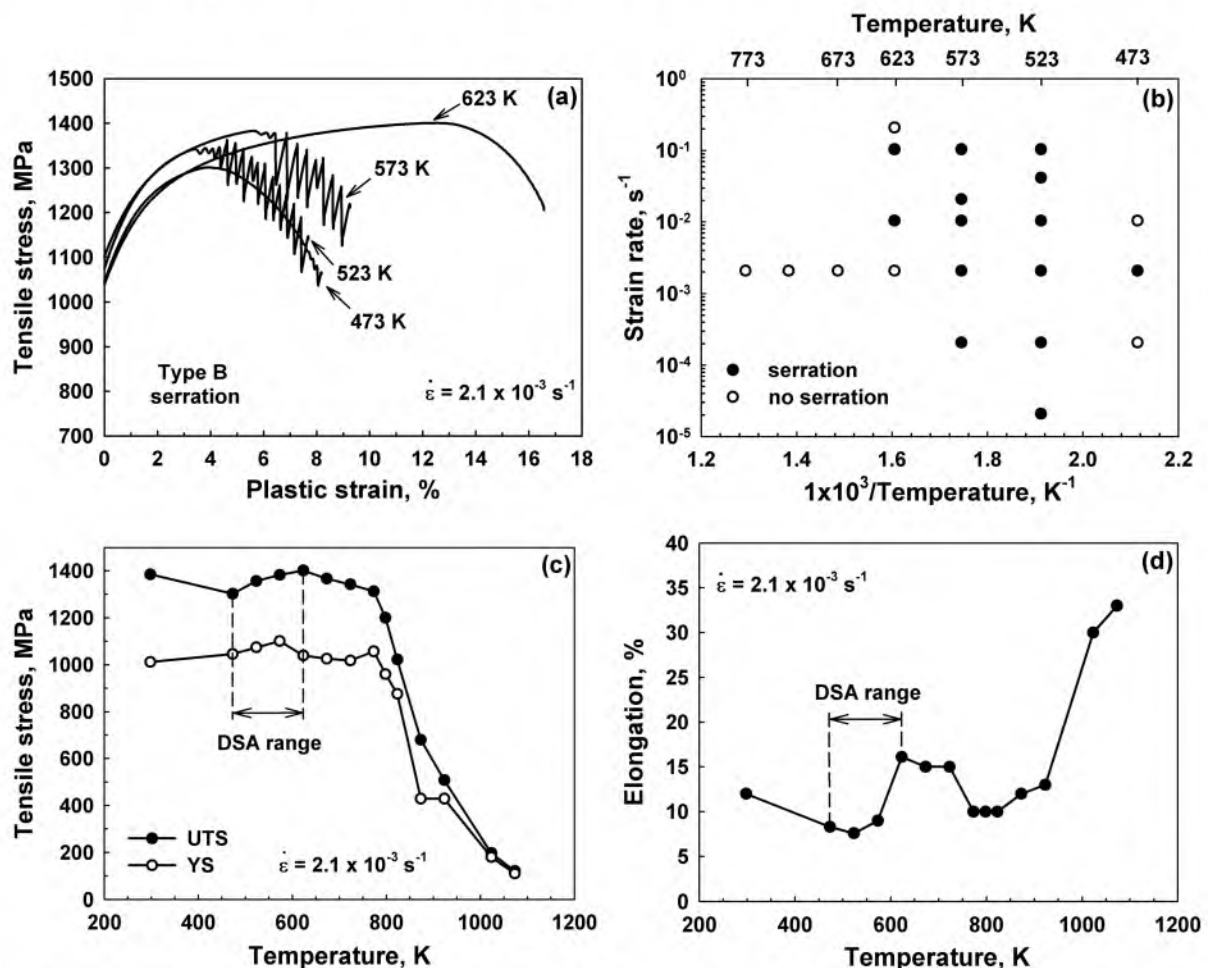 (a)
1500
1400
1300
1200
1100
1000
900
800
700
Tensile stress, MPa
623 K
573 K
523 K
473 K
Type B
serration
ε̇ = 2.1 x 10⁻³ s⁻¹
0 2 4 6 8 10 12 14 16 18
Plastic strain, %
Temperature, K
773 673 623 573 523 473
(b)
10⁰
10⁻¹
10⁻²
10⁻³
10⁻⁴
10⁻⁵
Strain rate, s⁻¹
serration
no serration
1.2 1.4 1.6 1.8 2.0 2.2
1x10³/Temperature, K⁻¹
(c)
1400
1200
1000
800
600
400
200
0
Tensile stress, MPa
DSA range
UTS
YS
ε̇ = 2.1 x 10⁻³ s⁻¹
200 400 600 800 1000 1200
Temperature, K
(d)
40
35
30
25
20
15
10
5
0
Elongation, %
ε̇ = 2.1 x 10⁻³ s⁻¹
DSA range
200 400 600 800 1000 1200
Temperature, K